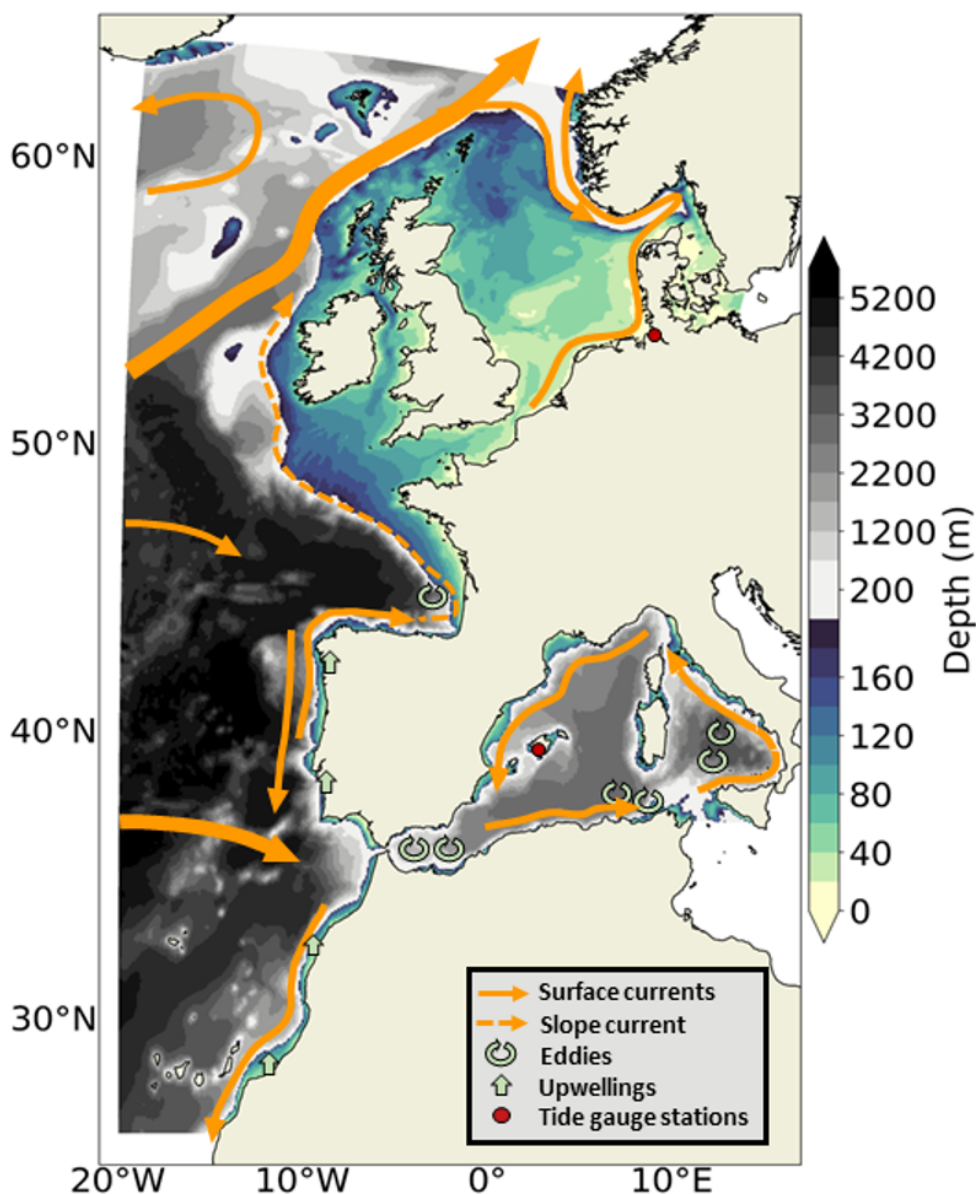 60°N
50°N
40°N
30°N
20°W
10°W
0°
10°E
5200
4200
3200
2200
1200
200
160
120
80
40
0
Depth (m)
Surface currents
Slope current
Eddies
Upwellings
Tide gauge stations